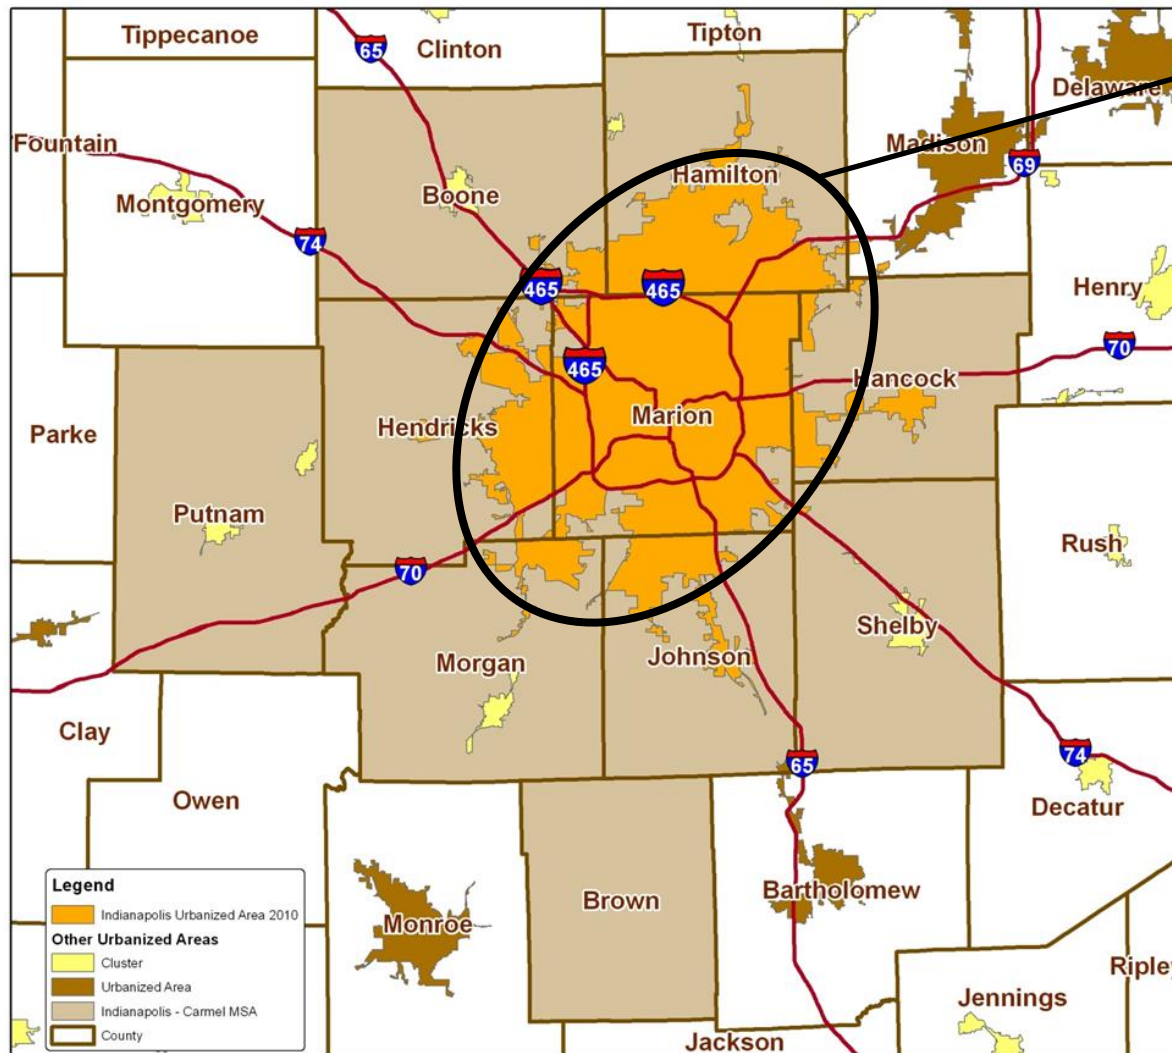 Tippecanoe
65
Clinton
Tipton
Delaware
Fountain
Madison
69
Hamilton
Montgomery
Boone
74
465
465
Henry
70
465
Hancock
Parke
Hendricks
Marion
Putnam
Rush
70
Shelby
Morgan
Johnson
Clay
65
74
Owen
Decatur
Legend
Indianapolis Urbanized Area 2010
Other Urbanized Areas
Cluster
Urbanized Area
Indianapolis - Carmel MSA
County
Monroe
Brown
Bartholomew
Ripley
Jennings
Jackson